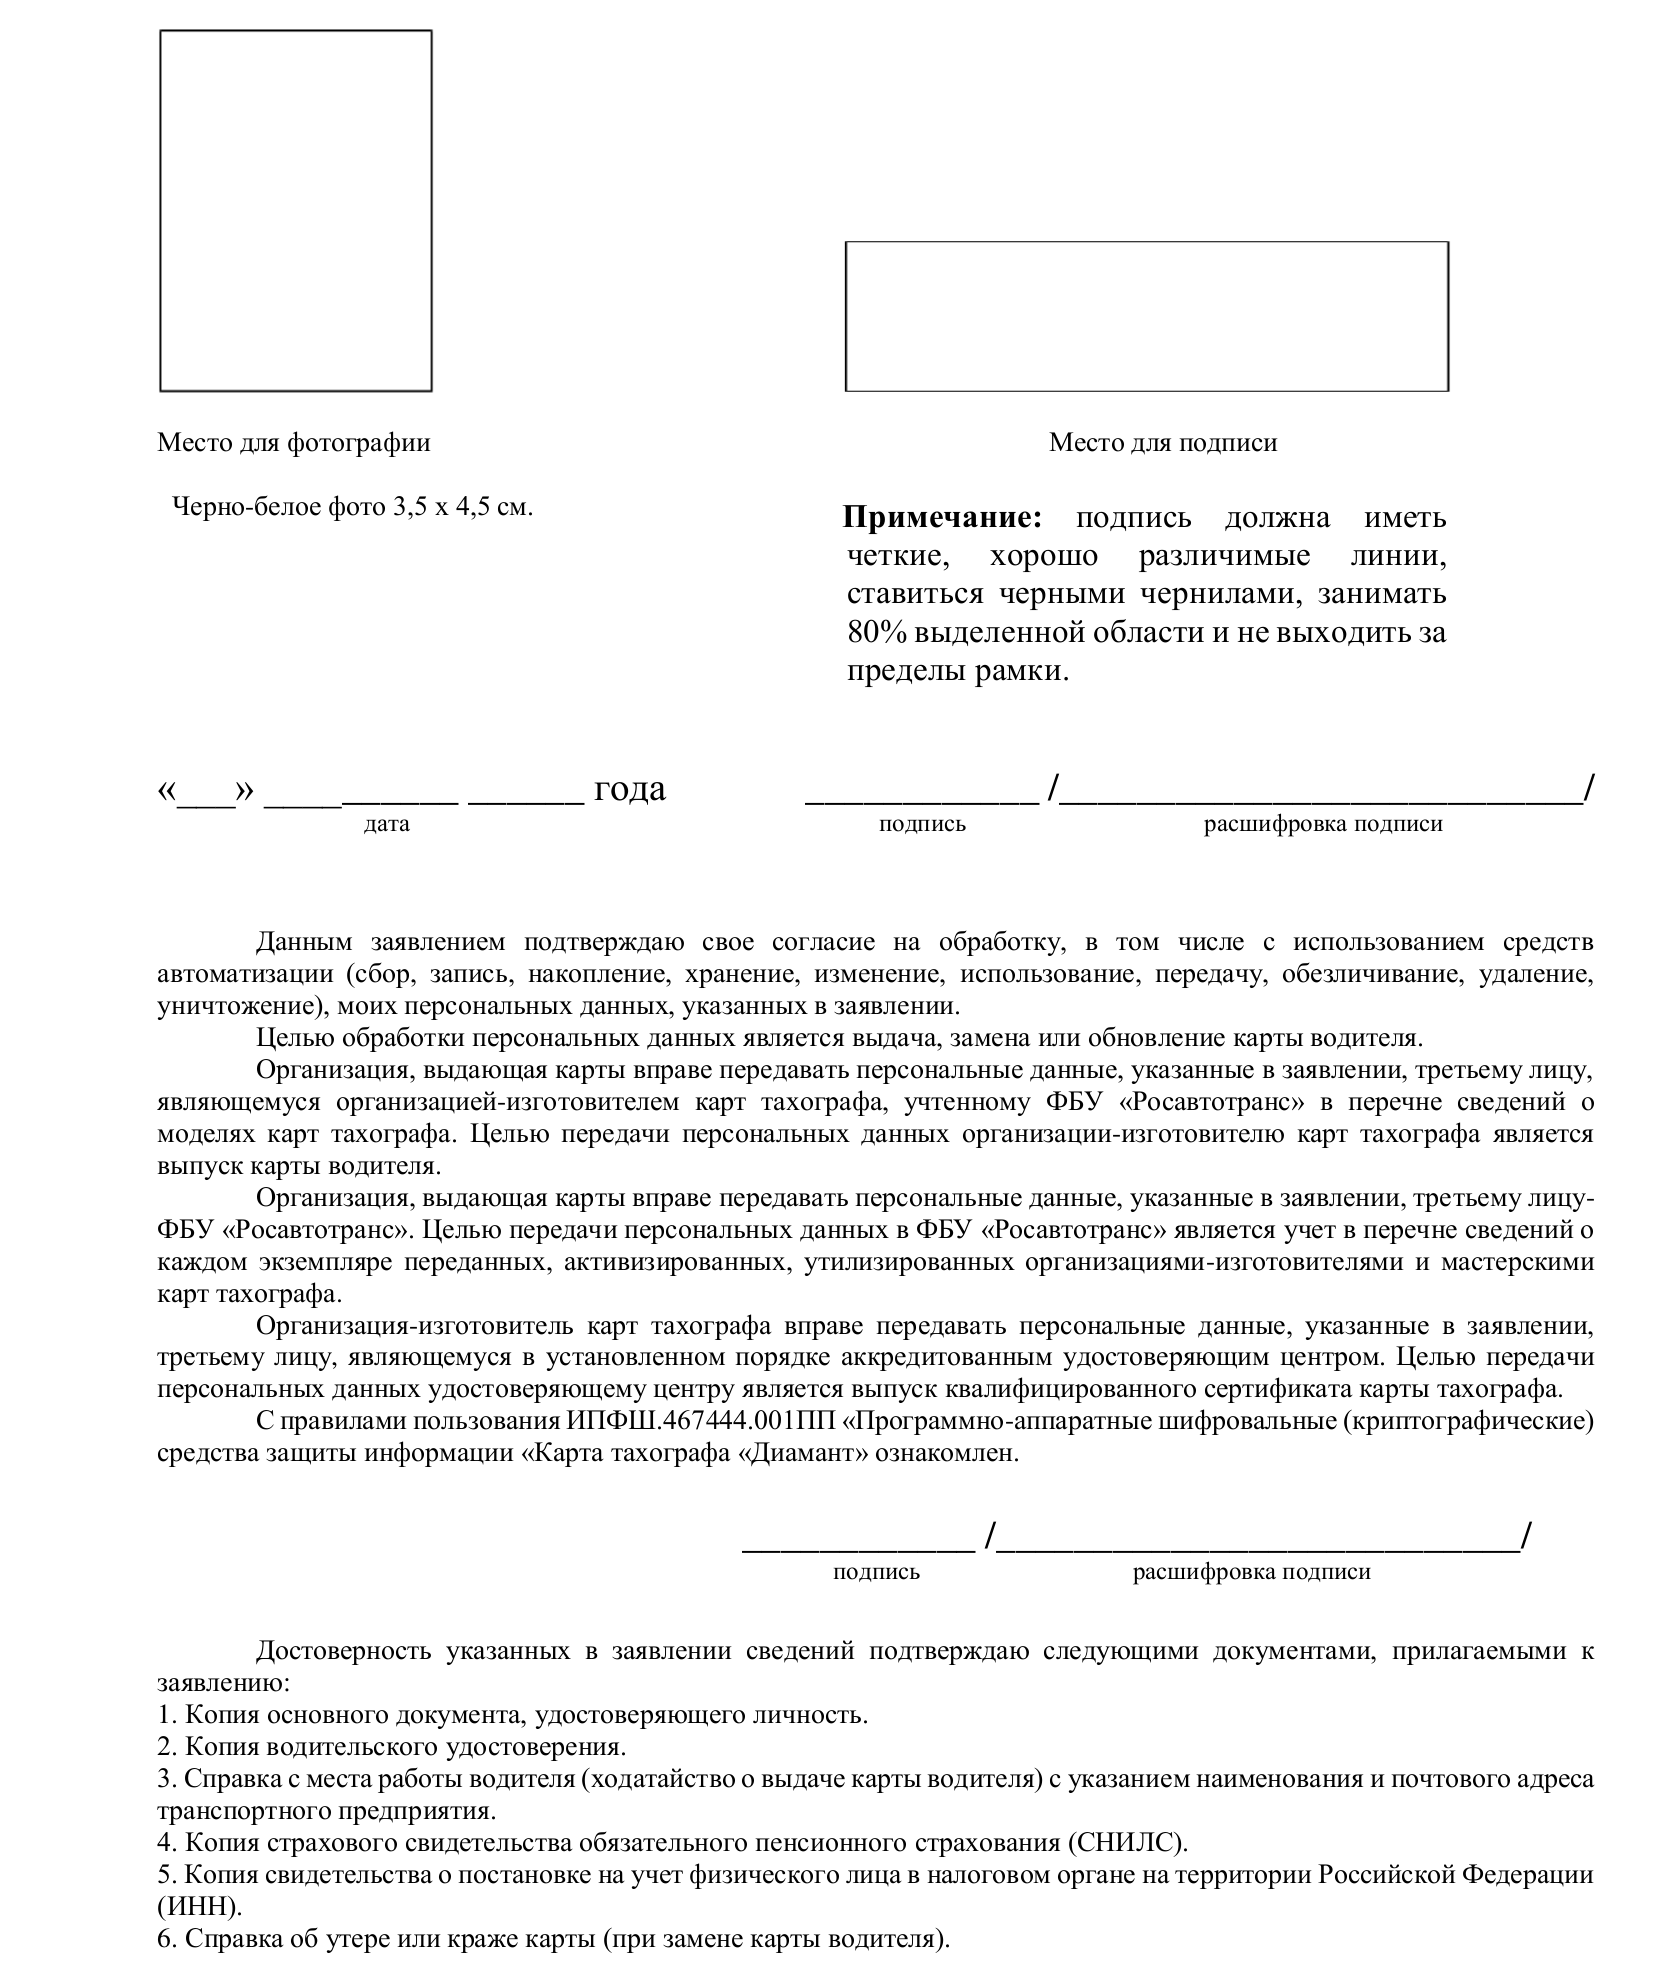 Место для фотографии
Место для подписи
Черно-белое фото 3,5 х 4,5 см.
Примечание: подпись должна иметь
четкие, хорошо различимые линии,
ставиться черными чернилами, занимать
80% выделенной области и не выходить за
пределы рамки.
«___» __________ ______ года ____________ /___________________________/
дата подпись расшифровка подписи
Данным заявлением подтверждаю свое согласие на обработку, в том числе с использованием средств
автоматизации (сбор, запись, накопление, хранение, изменение, использование, передачу, обезличивание, удаление,
уничтожение), моих персональных данных, указанных в заявлении.
Целью обработки персональных данных является выдача, замена или обновление карты водителя.
Организация, выдающая карты вправе передавать персональные данные, указанные в заявлении, третьему лицу,
являющемуся организацией-изготовителем карт тахографа, учтенному ФБУ «Росавтотранс» в перечне сведений о
моделях карт тахографа. Целью передачи персональных данных организации-изготовителю карт тахографа является
выпуск карты водителя.
Организация, выдающая карты вправе передавать персональные данные, указанные в заявлении, третьему лицу-
ФБУ «Росавтотранс». Целью передачи персональных данных в ФБУ «Росавтотранс» является учет в перечне сведений о
каждом экземпляре переданных, активизированных, утилизированных организациями-изготовителями и мастерскими
карт тахографа.
Организация-изготовитель карт тахографа вправе передавать персональные данные, указанные в заявлении,
третьему лицу, являющемуся в установленном порядке аккредитованным удостоверяющим центром. Целью передачи
персональных данных удостоверяющему центру является выпуск квалифицированного сертификата карты тахографа.
С правилами пользования ИПФШ.467444.001ПП «Программно-аппаратные шифровальные (криптографические)
средства защиты информации «Карта тахографа «Диамант» ознакомлен.
____________ /___________________________/
подпись расшифровка подписи
Достоверность указанных в заявлении сведений подтверждаю следующими документами, прилагаемыми к
заявлению:
1. Копия основного документа, удостоверяющего личность.
2. Копия водительского удостоверения.
3. Справка с места работы водителя (ходатайство о выдаче карты водителя) с указанием наименования и почтового адреса
транспортного предприятия.
4. Копия страхового свидетельства обязательного пенсионного страхования (СНИЛС).
5. Копия свидетельства о постановке на учет физического лица в налоговом органе на территории Российской Федерации
(ИНН).
6. Справка об утере или краже карты (при замене карты водителя).